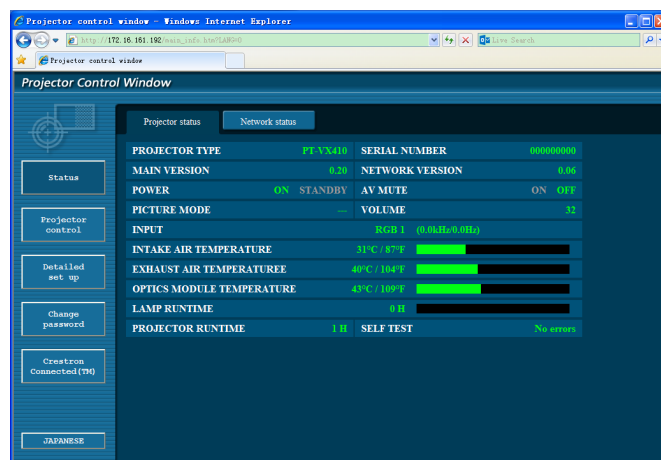 Projector control window - Windows Internet Explorer
http://172.16.161.192/main_info.htm?LANG=0
Live Search
Projector control window
Projector Control Window
Projector status Network status
PROJECTOR TYPE PT-VX410 SERIAL NUMBER 000000000
MAIN VERSION 0.20 NETWORK VERSION 0.06
POWER ON STANDBY AV MUTE ON OFF
PICTURE MODE --- VOLUME 32
INPUT RGB 1 (0.0kHz/0.0Hz)
INTAKE AIR TEMPERATURE 31°C / 87°F
EXHAUST AIR TEMPERATUREE 40°C / 104°F
OPTICS MODULE TEMPERATURE 43°C / 109°F
LAMP RUNTIME 0 H
PROJECTOR RUNTIME 1 H SELF TEST No errors
Status
Projector
control
Detailed
set up
Change
password
Crestron
Connected(TM)
JAPANESE